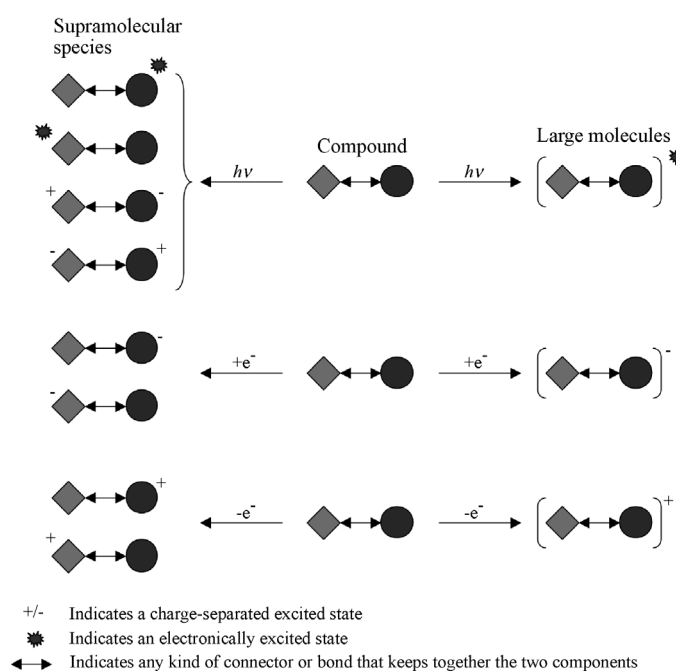 Supramolecular
species
Compound
Large molecules
hν
hν
+
-
-
+
+e-
+e-
-
-
-
-e-
-e-
+
+
+
+/- Indicates a charge-separated excited state
Indicates an electronically excited state
Indicates any kind of connector or bond that keeps together the two components